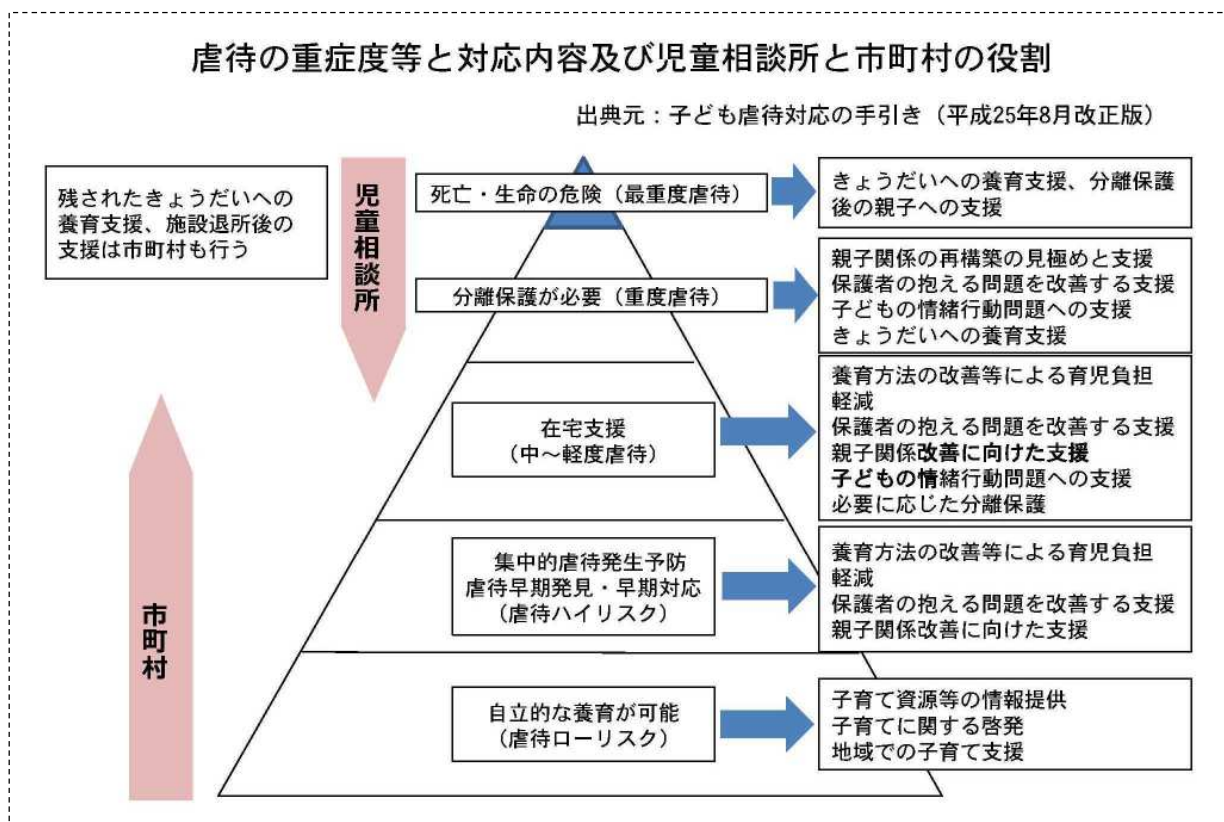 虐待の重症度等と対応内容及び児童相談所と市町村の役割
出典元：子ども虐待対応の手引き（平成25年8月改正版）
残されたきょうだいへの
養育支援、施設退所後の
支援は市町村も行う
児童相談所
死亡・生命の危険（最重度虐待）
きょうだいへの養育支援、分離保護
後の親子への支援
分離保護が必要（重度虐待）
親子関係の再構築の見極めと支援
保護者の抱える問題を改善する支援
子どもの情緒行動問題への支援
きょうだいへの養育支援
市町村
在宅支援
（中～軽度虐待）
養育方法の改善等による育児負担
軽減
保護者の抱える問題を改善する支援
親子関係改善に向けた支援
子どもの情緒行動問題への支援
必要に応じた分離保護
集中的虐待発生予防
虐待早期発見・早期対応
（虐待ハイリスク）
養育方法の改善等による育児負担
軽減
保護者の抱える問題を改善する支援
親子関係改善に向けた支援
自立的な養育が可能
（虐待ローリスク）
子育て資源等の情報提供
子育てに関する啓発
地域での子育て支援